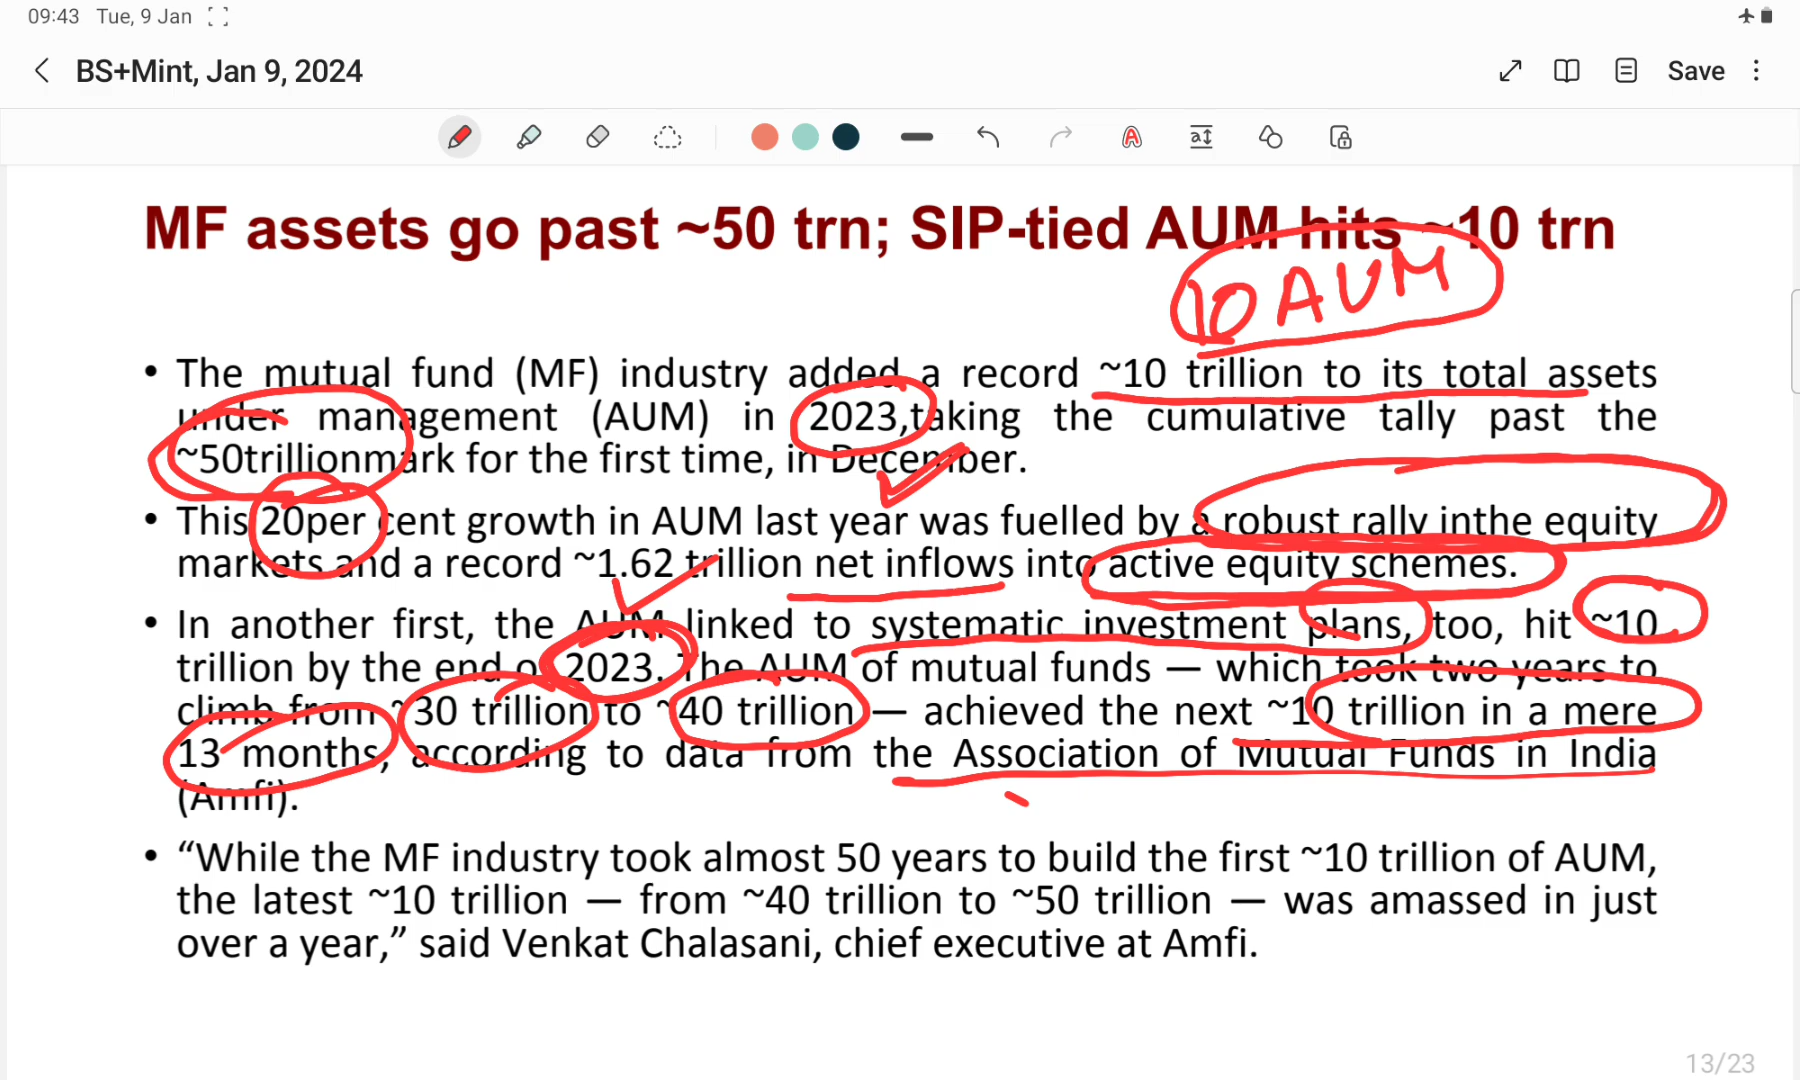 09:43 Tue, 9 Jan
BS+Mint, Jan 9, 2024
Save
MF assets go past ~50 trn; SIP-tied AUM hits ~10 trn
10 AUM
• The mutual fund (MF) industry added a record ~10 trillion to its total assets
under management (AUM) in 2023,taking the cumulative tally past the
~50trillionmark for the first time, in December.
• This 20per cent growth in AUM last year was fuelled by a robust rally inthe equity
markets and a record ~1.62 trillion net inflows into active equity schemes.
• In another first, the AUM linked to systematic investment plans, too, hit ~10
trillion by the end of 2023. The AUM of mutual funds — which took two years to
climb from ~30 trillion to ~40 trillion — achieved the next ~10 trillion in a mere
13 months, according to data from the Association of Mutual Funds in India
(Amfi).
• “While the MF industry took almost 50 years to build the first ~10 trillion of AUM,
the latest ~10 trillion — from ~40 trillion to ~50 trillion — was amassed in just
over a year,” said Venkat Chalasani, chief executive at Amfi.
13/23